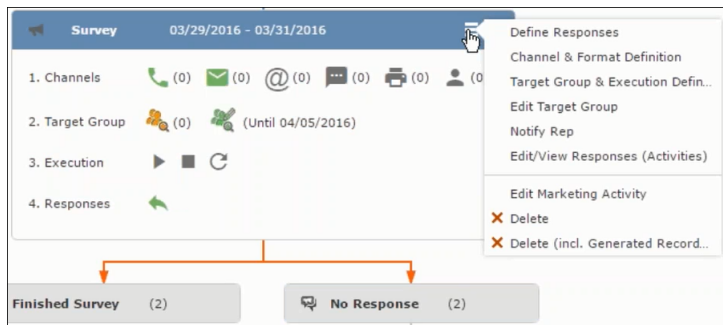 Survey 03/29/2016 - 03/31/2016
1. Channels (0) (0) @ (0) (0) (0) (0
2. Target Group (0) (Until 04/05/2016)
3. Execution
4. Responses
Define Responses
Channel & Format Definition
Target Group & Execution Defin...
Edit Target Group
Notify Rep
Edit/View Responses (Activities)
Edit Marketing Activity
Delete
Delete (incl. Generated Record...
Finished Survey (2)
No Response (2)